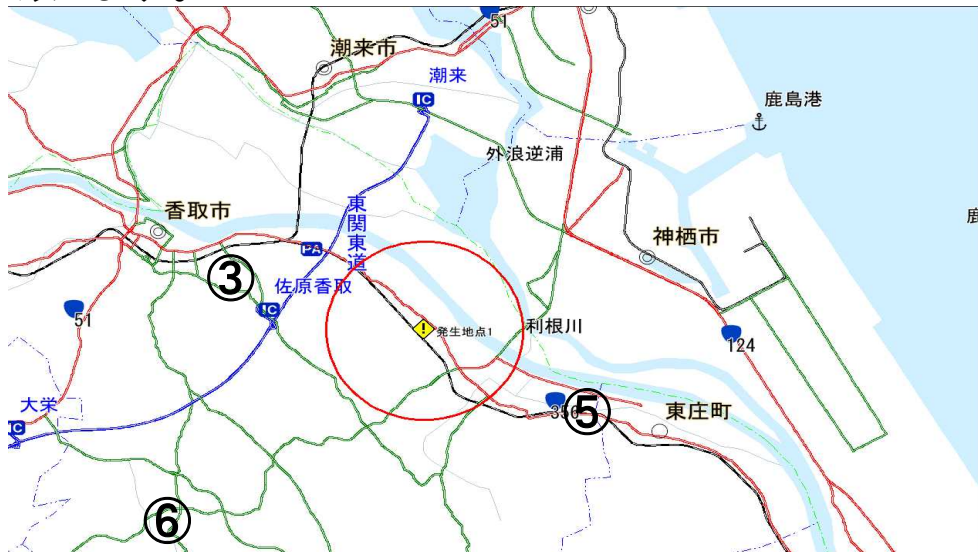 51
潮来市
潮来
IC
鹿島港
外浪逆浦
香取市
東関東道
神栖市
PA
③
佐原香取
IC
51
発生地点1
利根川
124
大栄
IC
⑤
東庄町
⑥